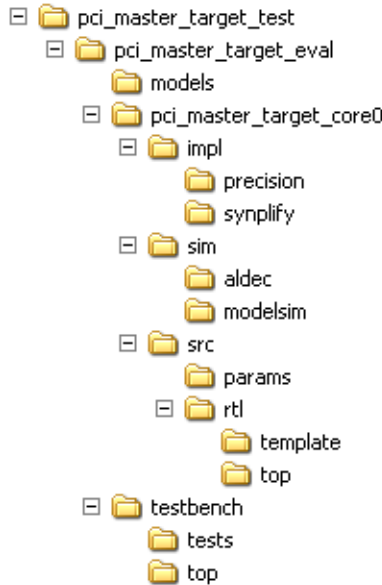 pci_master_target_test
pci_master_target_eval
models
pci_master_target_core0
impl
precision
synplify
sim
aldec
modelsim
src
params
rtl
template
top
testbench
tests
top